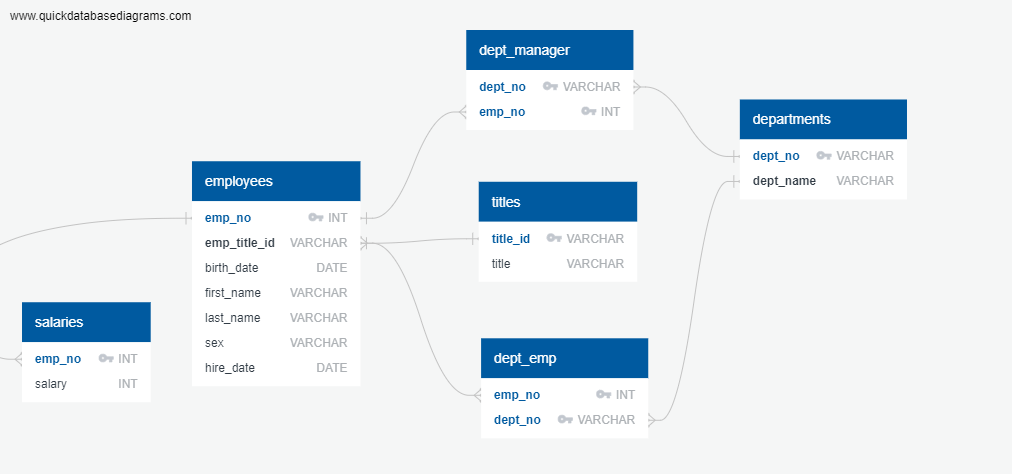 www.quickdatabasediagrams.com
dept_manager
dept_no VARCHAR
emp_no INT
departments
dept_no VARCHAR
dept_name VARCHAR
employees
emp_no INT
emp_title_id VARCHAR
birth_date DATE
first_name VARCHAR
last_name VARCHAR
sex VARCHAR
hire_date DATE
titles
title_id VARCHAR
title VARCHAR
salaries
emp_no INT
salary INT
dept_emp
emp_no INT
dept_no VARCHAR